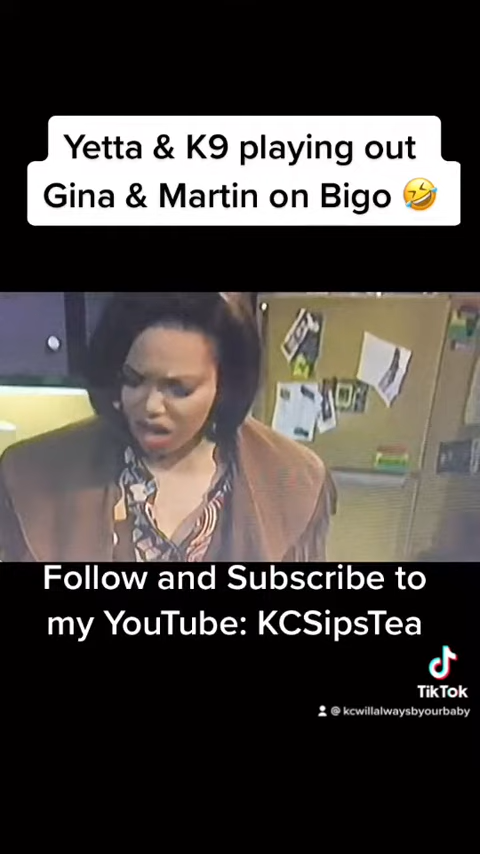 Yetta & K9 playing out
Gina & Martin on Bigo 🤣
Follow and Subscribe to
my YouTube: KCSipsTea
TikTok
@ kcwillalwaysbyourbaby